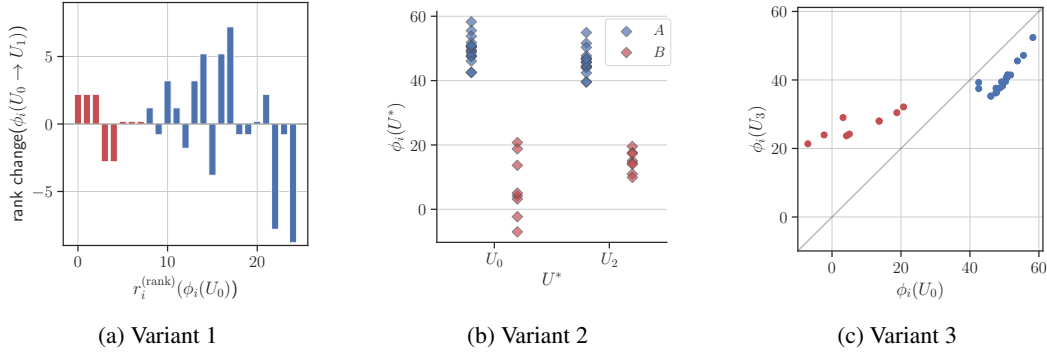 rank change(ϕᵢ(U₀ → U₁))
5
0
−5
0
10
20
rᵢ^(rank)(ϕᵢ(U₀))
(a) Variant 1
ϕᵢ(U*)
60
40
20
0
A
B
U₀
U₂
U*
(b) Variant 2
ϕᵢ(U₃)
60
40
20
0
0
20
40
60
ϕᵢ(U₀)
(c) Variant 3